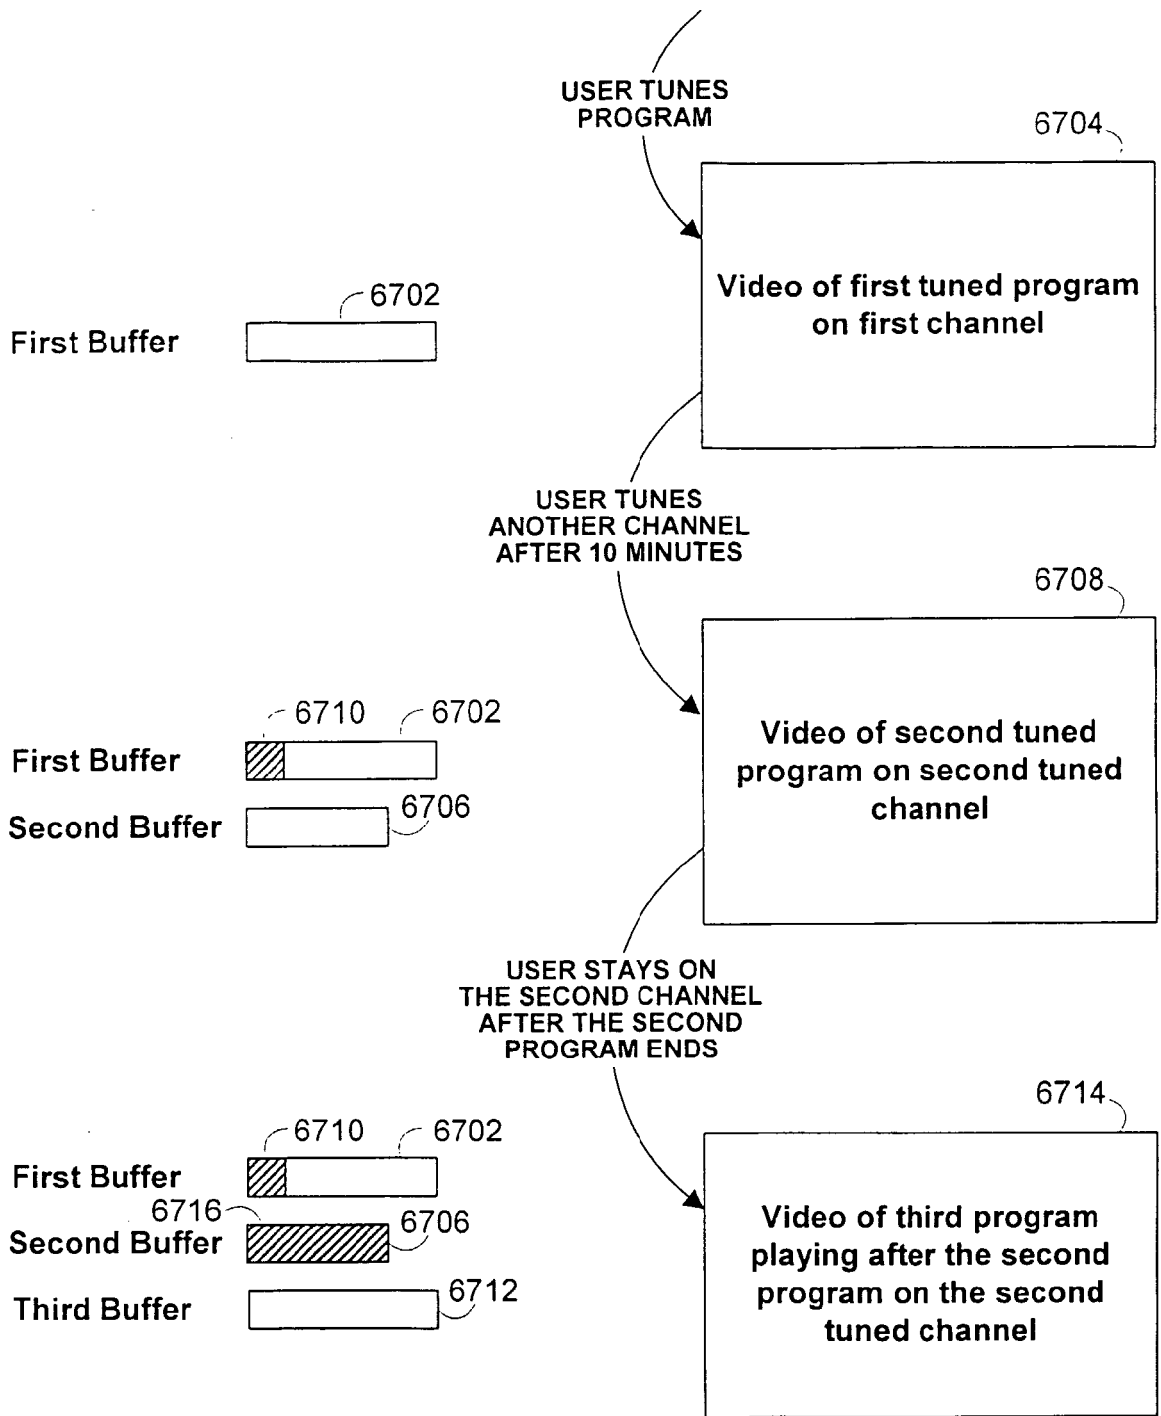 USER TUNES
PROGRAM
6704
Video of first tuned program
on first channel
6702
First Buffer
USER TUNES
ANOTHER CHANNEL
AFTER 10 MINUTES
6708
Video of second tuned
program on second tuned
channel
6710
6702
First Buffer
6706
Second Buffer
USER STAYS ON
THE SECOND CHANNEL
AFTER THE SECOND
PROGRAM ENDS
6714
Video of third program
playing after the second
program on the second
tuned channel
6710
6702
First Buffer
6716
6706
Second Buffer
6712
Third Buffer